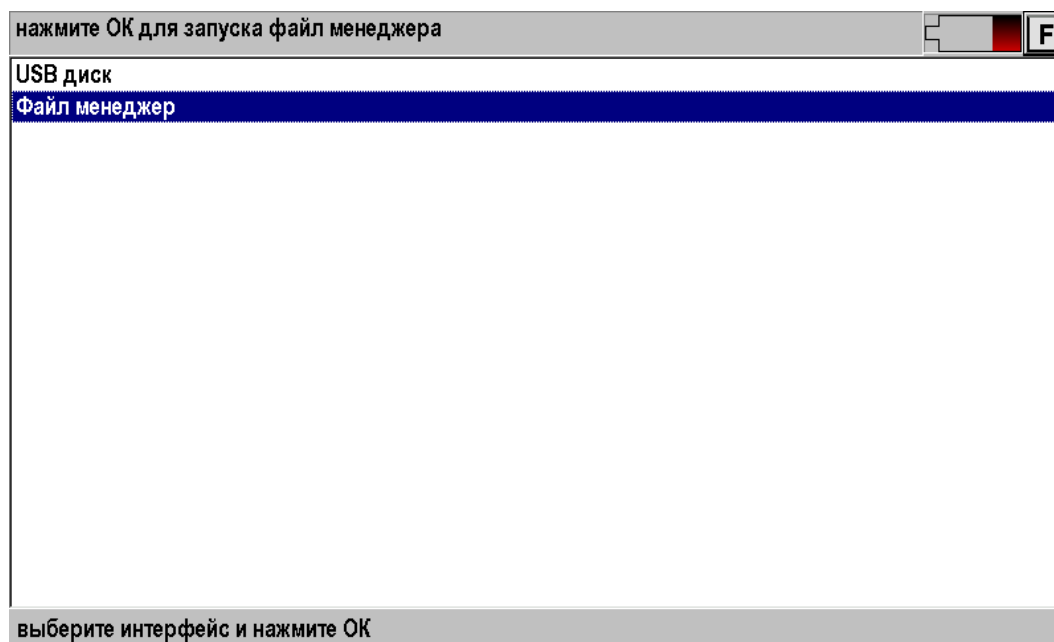 нажмите ОК для запуска файл менеджера
F
USB диск
Файл менеджер
выберите интерфейс и нажмите ОК